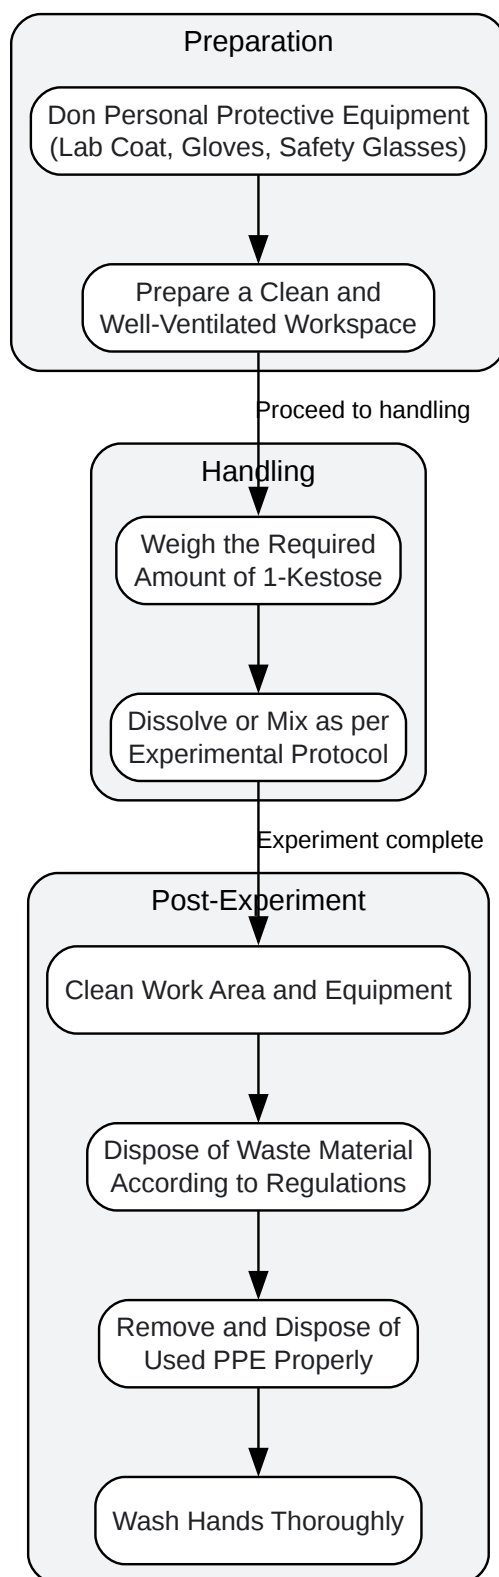 Preparation
Don Personal Protective Equipment
(Lab Coat, Gloves, Safety Glasses)
Prepare a Clean and
Well-Ventilated Workspace
Proceed to handling
Handling
Weigh the Required
Amount of 1-Kestose
Dissolve or Mix as per
Experimental Protocol
Experiment complete
Post-Experiment
Clean Work Area and Equipment
Dispose of Waste Material
According to Regulations
Remove and Dispose of
Used PPE Properly
Wash Hands Thoroughly